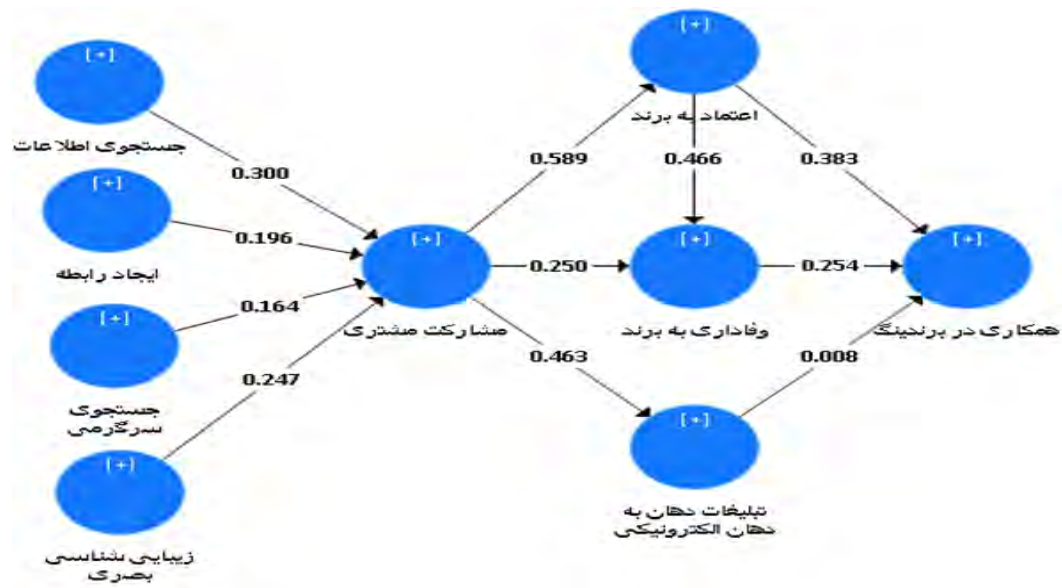 [+]
جستجوی اطلاعات
0.300
[+]
ایجاد رابطه
0.196
[+]
جستجوی
سرگرمی
0.164
[+]
زیبایی شناسی
بصری
0.247
[+]
مشارکت مشتری
0.589
0.250
0.463
[+]
اعتماد به برند
0.466
0.383
[+]
وفاداری به برند
0.254
[+]
تبلیغات دهان به
دهان الکترونیکی
0.008
[+]
همکاری در برندینگ